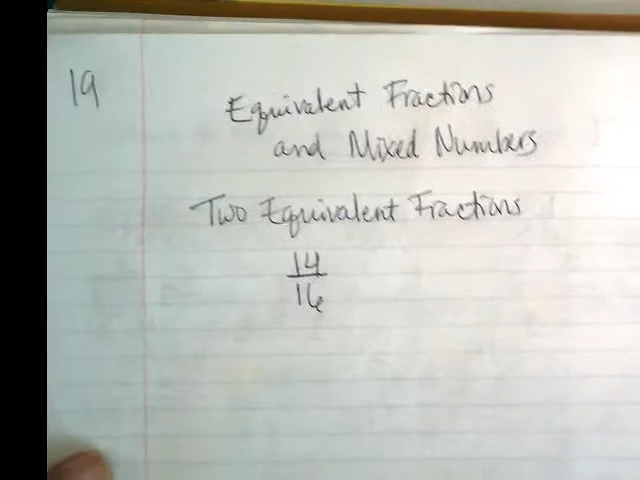 19
Equivalent Fractions
and Mixed Numbers
Two Equivalent Fractions
14
16